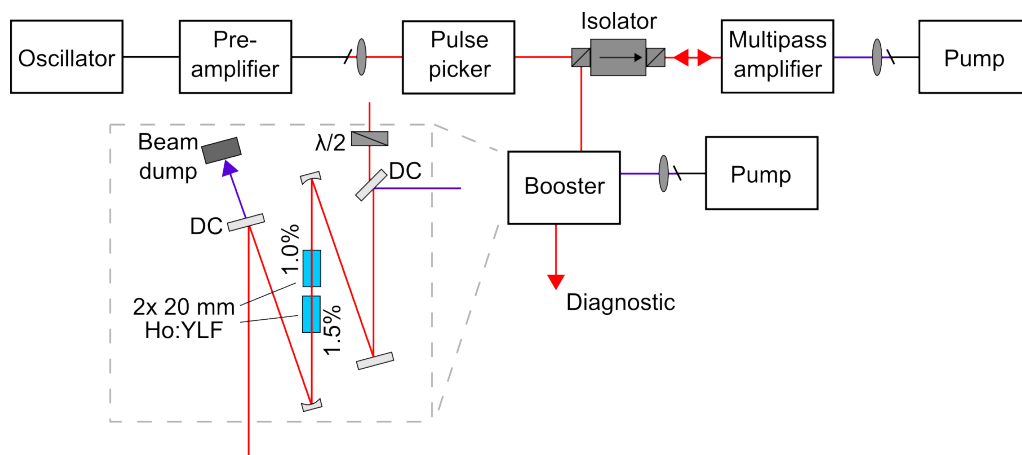 Oscillator
Pre-
amplifier
Pulse
picker
Isolator
Multipass
amplifier
Pump
Beam
dump
λ/2
DC
DC
Booster
Pump
1.0%
2x 20 mm
Ho:YLF
1.5%
Diagnostic